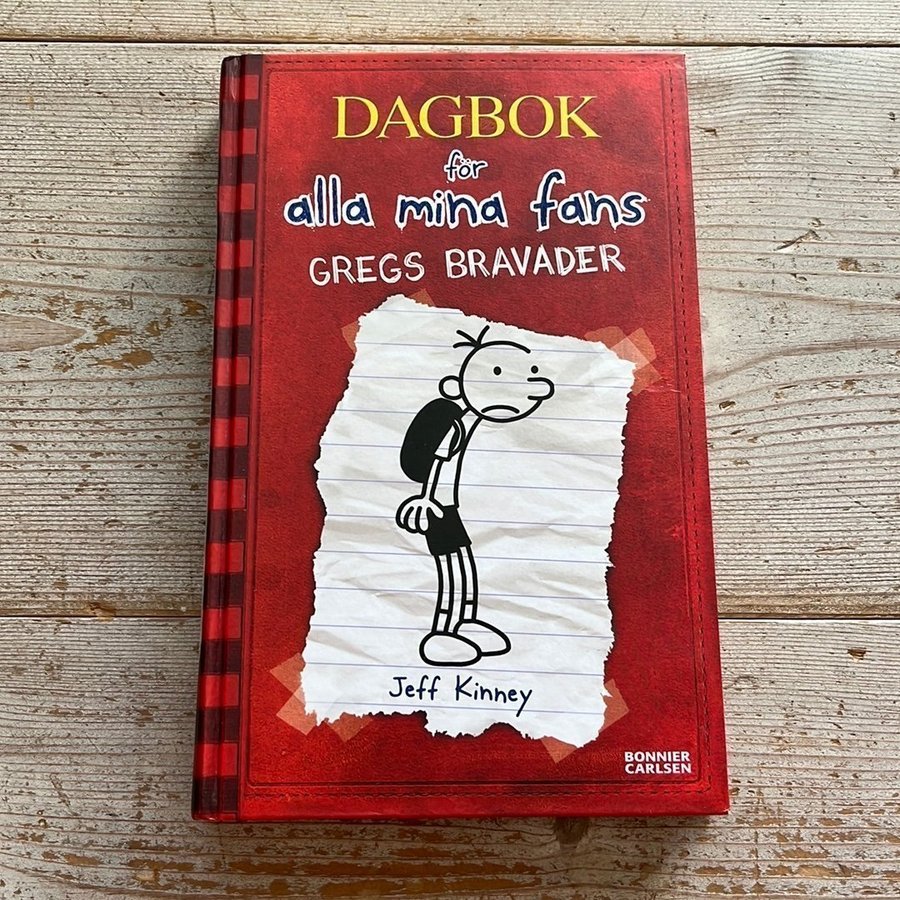 DAGBOK
för
alla mina fans
GREGS BRAVADER
Jeff Kinney
BONNIER
CARLSEN